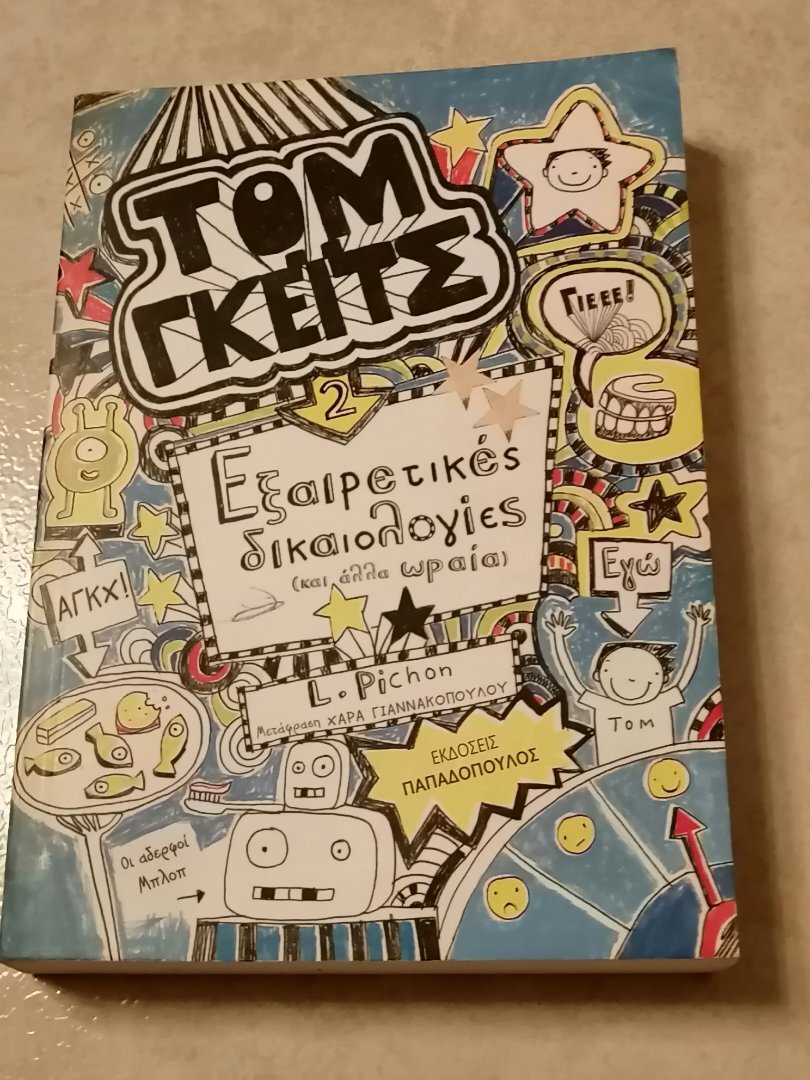 ΤΟΜ
ΓΚΕΪΤΣ
ΓΙΕΕΕ!
2
Εξαιρετικές
δικαιολογίες
(και άλλα ωραία)
ΑΓΚΧ!
Εγώ
L. Pichon
Μετάφραση ΧΑΡΑ ΓΙΑΝΝΑΚΟΠΟΥΛΟΥ
ΤΟΜ
ΕΚΔΟΣΕΙΣ
ΠΑΠΑΔΟΠΟΥΛΟΣ
Οι αδερφοί
Μπλοπ